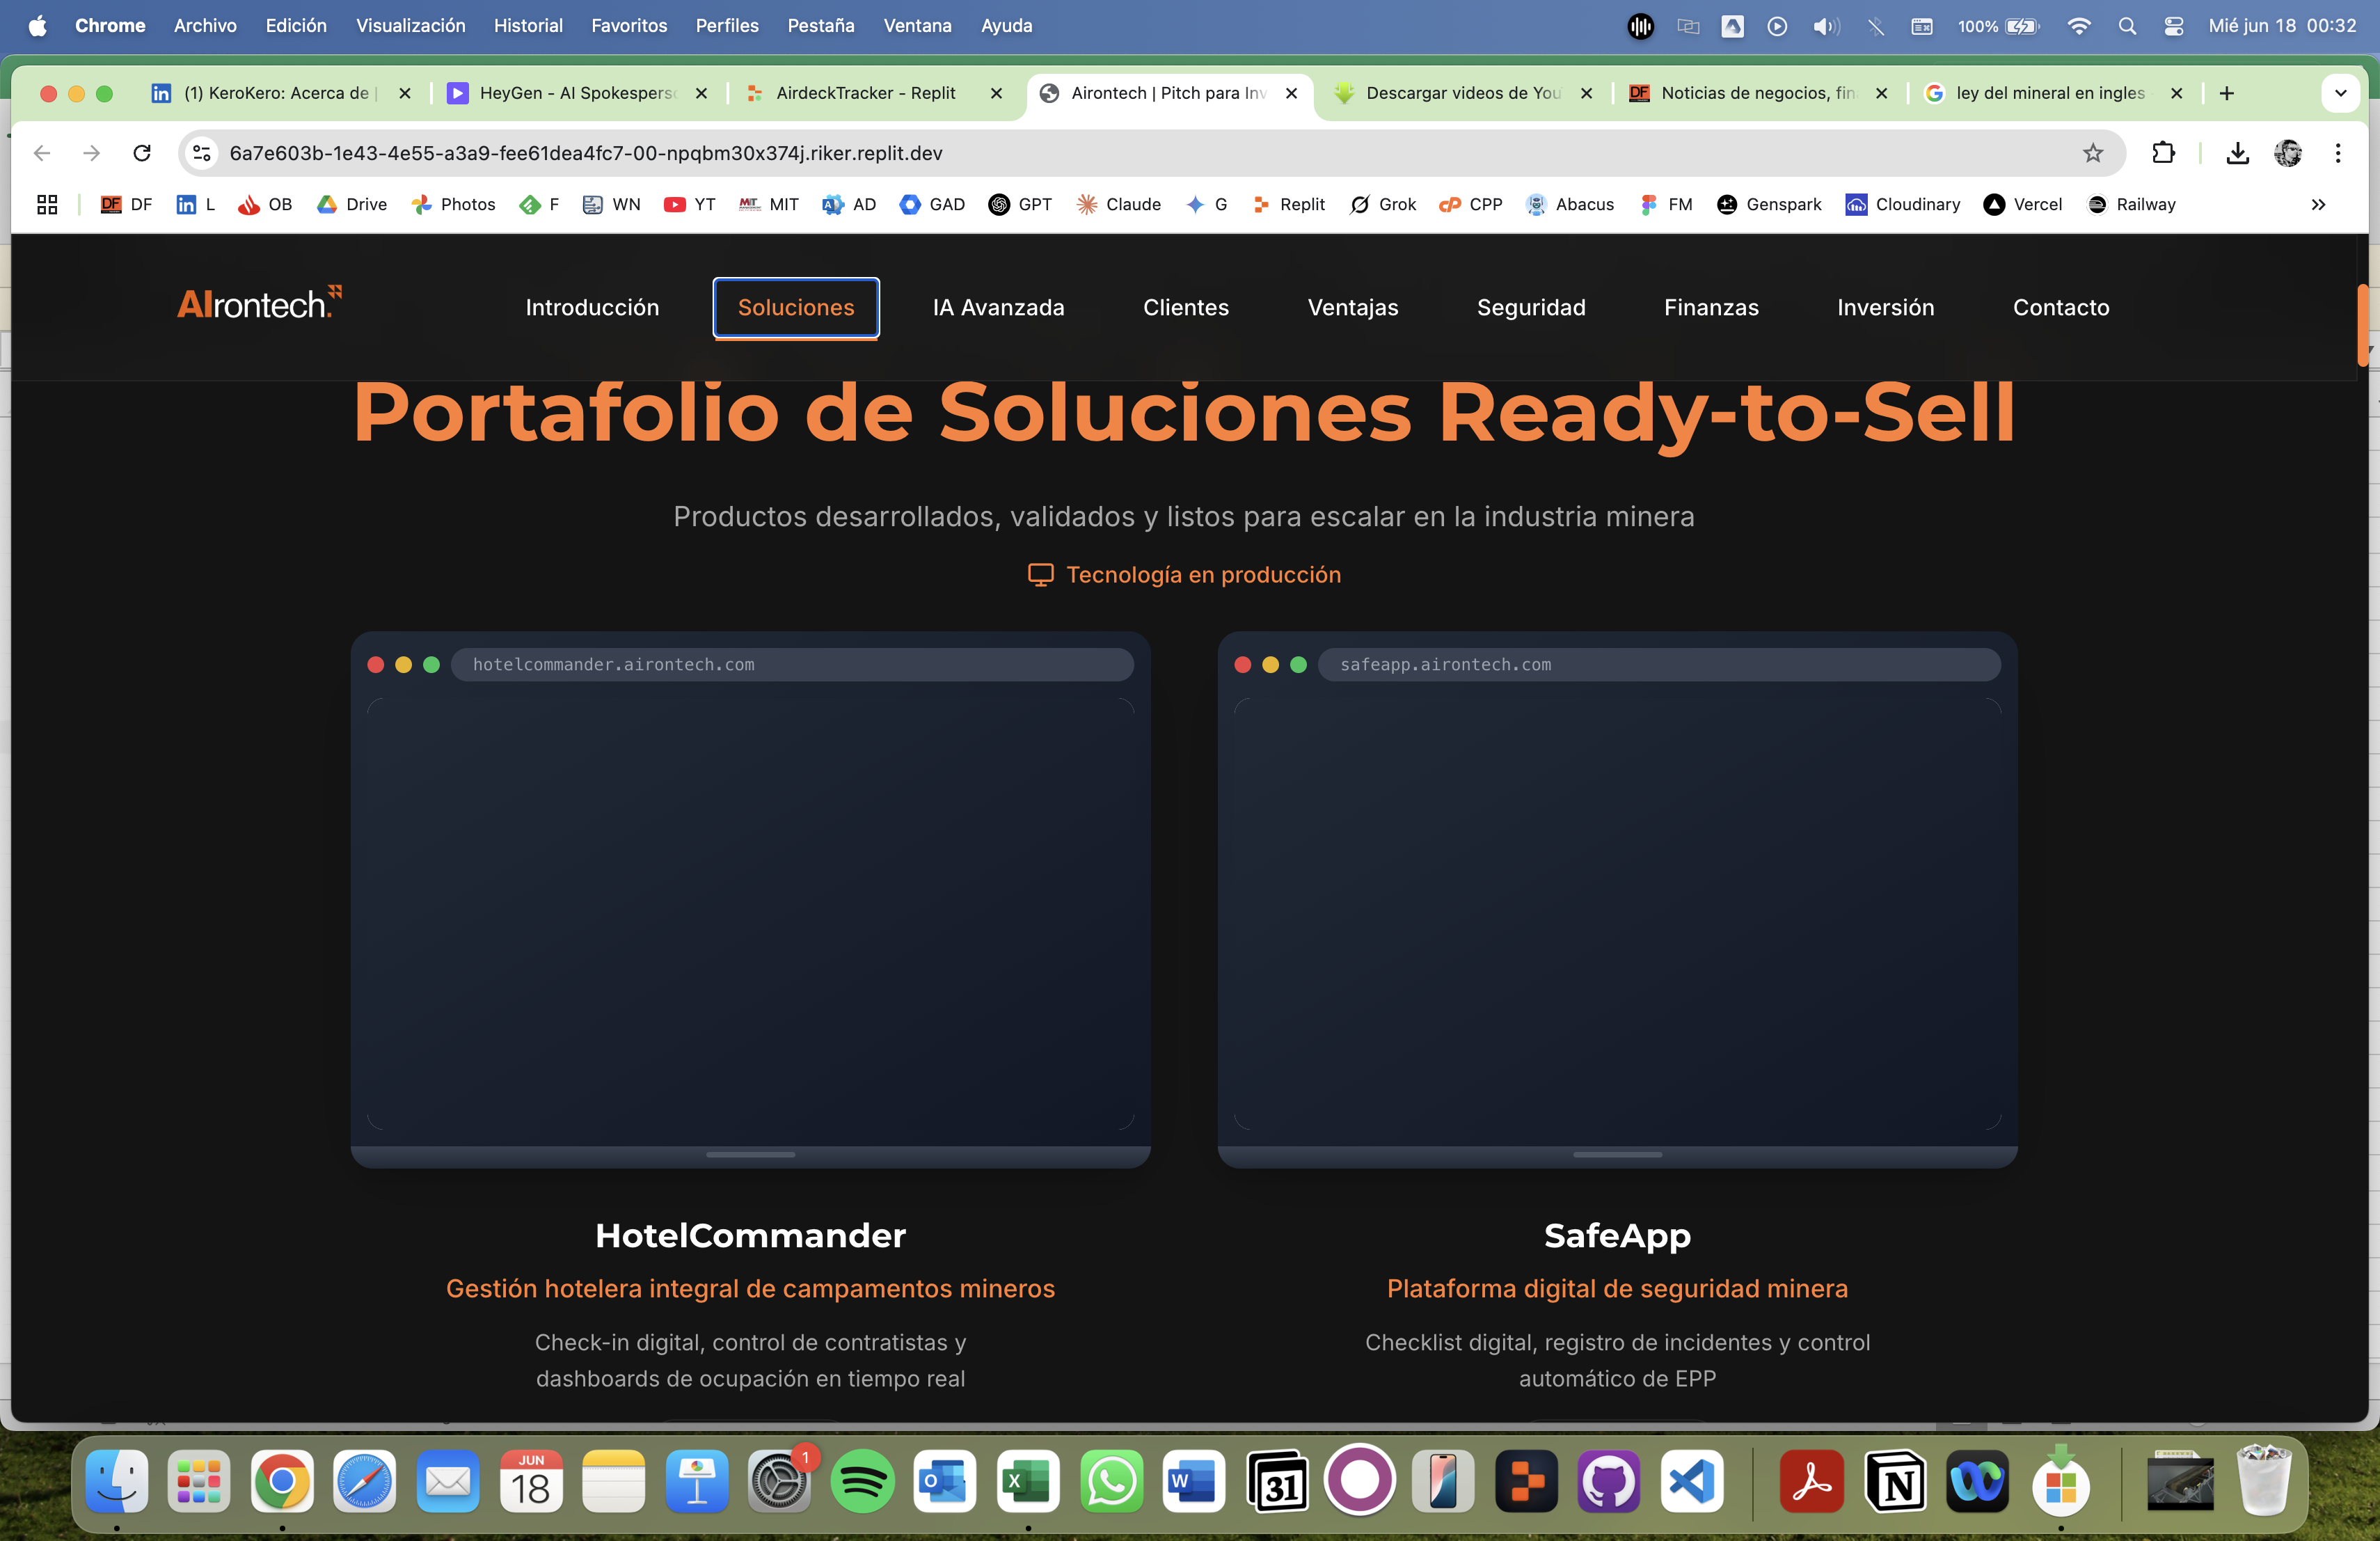 Chrome Archivo Edición Visualización Historial Favoritos Perfiles Pestaña Ventana Ayuda 100% Mié jun 18 00:32
(1) KeroKero: Acerca de | HeyGen - AI Spokespers AirdeckTracker - Replit Airontech | Pitch para Inv Descargar videos de You Noticias de negocios, fin ley del mineral en ingles
6a7e603b-1e43-4e55-a3a9-fee61dea4fc7-00-npqbm30x374j.riker.replit.dev
DF DF L OB Drive Photos F WN YT MIT AD GAD GPT Claude G Replit Grok CPP Abacus FM Genspark Cloudinary Vercel Railway
AIrontech. Introducción Soluciones IA Avanzada Clientes Ventajas Seguridad Finanzas Inversión Contacto
Portafolio de Soluciones Ready-to-Sell
Productos desarrollados, validados y listos para escalar en la industria minera
Tecnología en producción
hotelcommander.airontech.com
safeapp.airontech.com
HotelCommander
Gestión hotelera integral de campamentos mineros
Check-in digital, control de contratistas y
dashboards de ocupación en tiempo real
SafeApp
Plataforma digital de seguridad minera
Checklist digital, registro de incidentes y control
automático de EPP
JUN
18
1
31